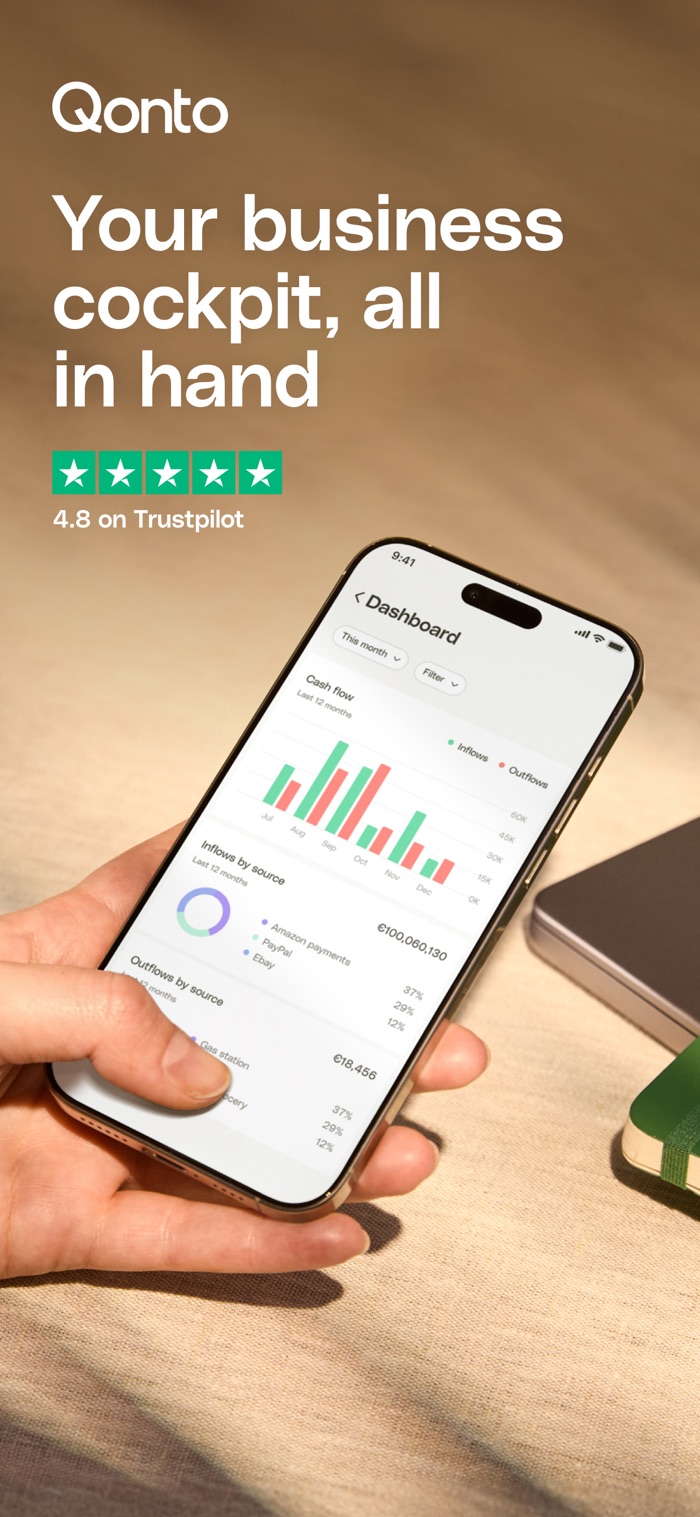 Qonto
Your business
cockpit, all
in hand
4.8 on Trustpilot
9:41
Dashboard
This month
Filter
Cash flow
Last 12 months
Inflows
Outflows
60K
45K
30K
15K
0K
Jul
Aug
Sep
Oct
Nov
Dec
Inflows by source
Last 12 months
€100,060,130
Amazon payments
37%
PayPal
29%
Ebay
12%
Outflows by source
12 months
€18,456
Gas station
37%
29%
12%